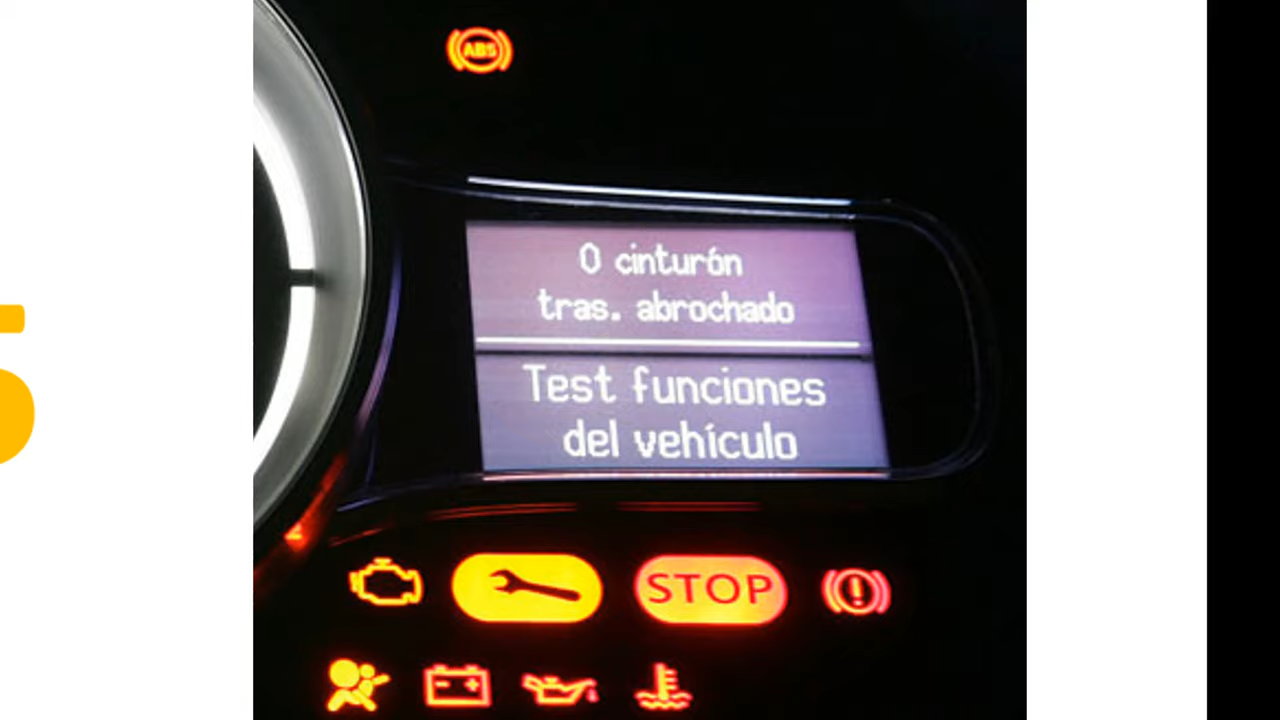 ABS
0 cinturón
tras. abrochado
Test funciones
del vehículo
STOP